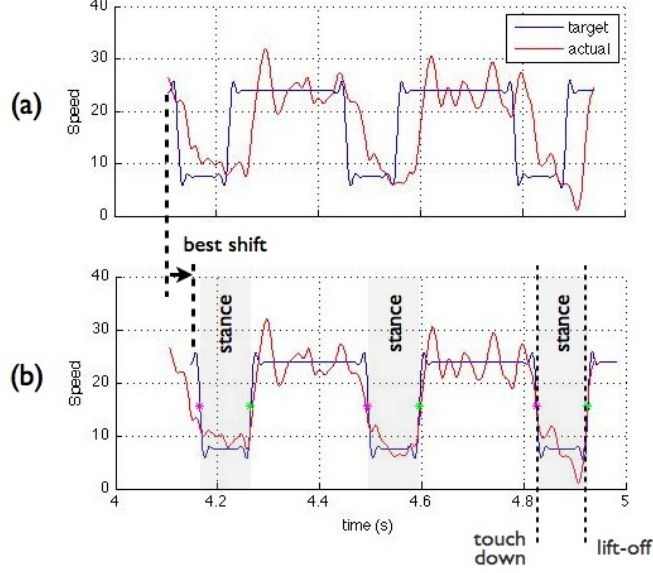 40
target
actual
30
(a)
Speed
20
10
0
best shift
40
stance
stance
stance
30
(b)
Speed
20
10
0
4
4.2
4.4
4.6
4.8
5
time (s)
touch
down
lift-off